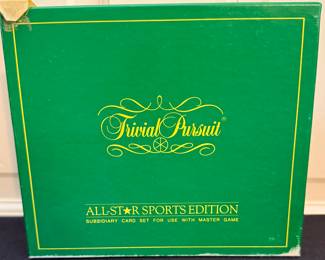 Trivial Pursuit®
ALL-ST★R SPORTS EDITION
SUBSIDIARY CARD SET FOR USE WITH MASTER GAME